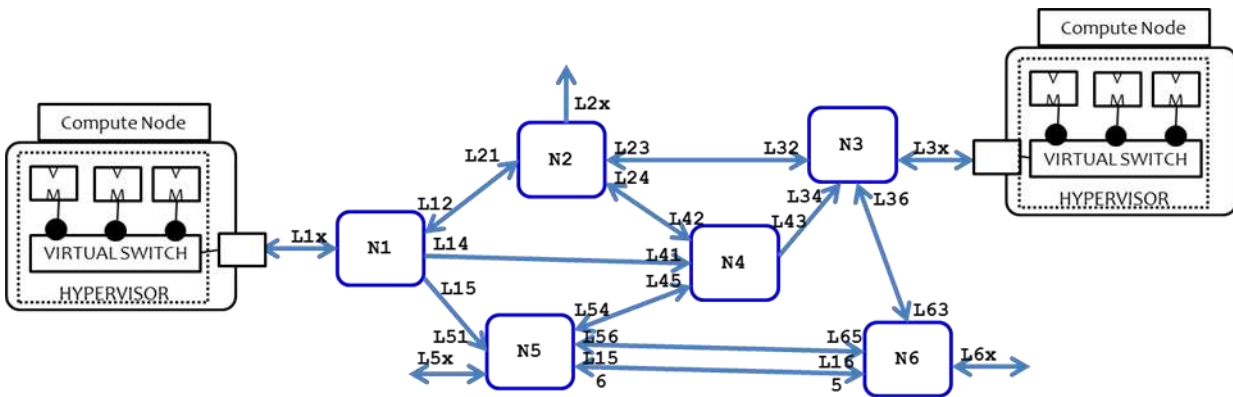 Compute Node
V M V M V M
VIRTUAL SWITCH
HYPERVISOR
L1x
N1
L12
L14
L15
L21
L2x
N2
L23
L24
L32
N3
L3x
L34
L36
L42
L43
L41
N4
L45
L51
L5x
N5
L54
L56
L15
6
L65
L16
5
L63
N6
L6x
Compute Node
V M V M V M
VIRTUAL SWITCH
HYPERVISOR